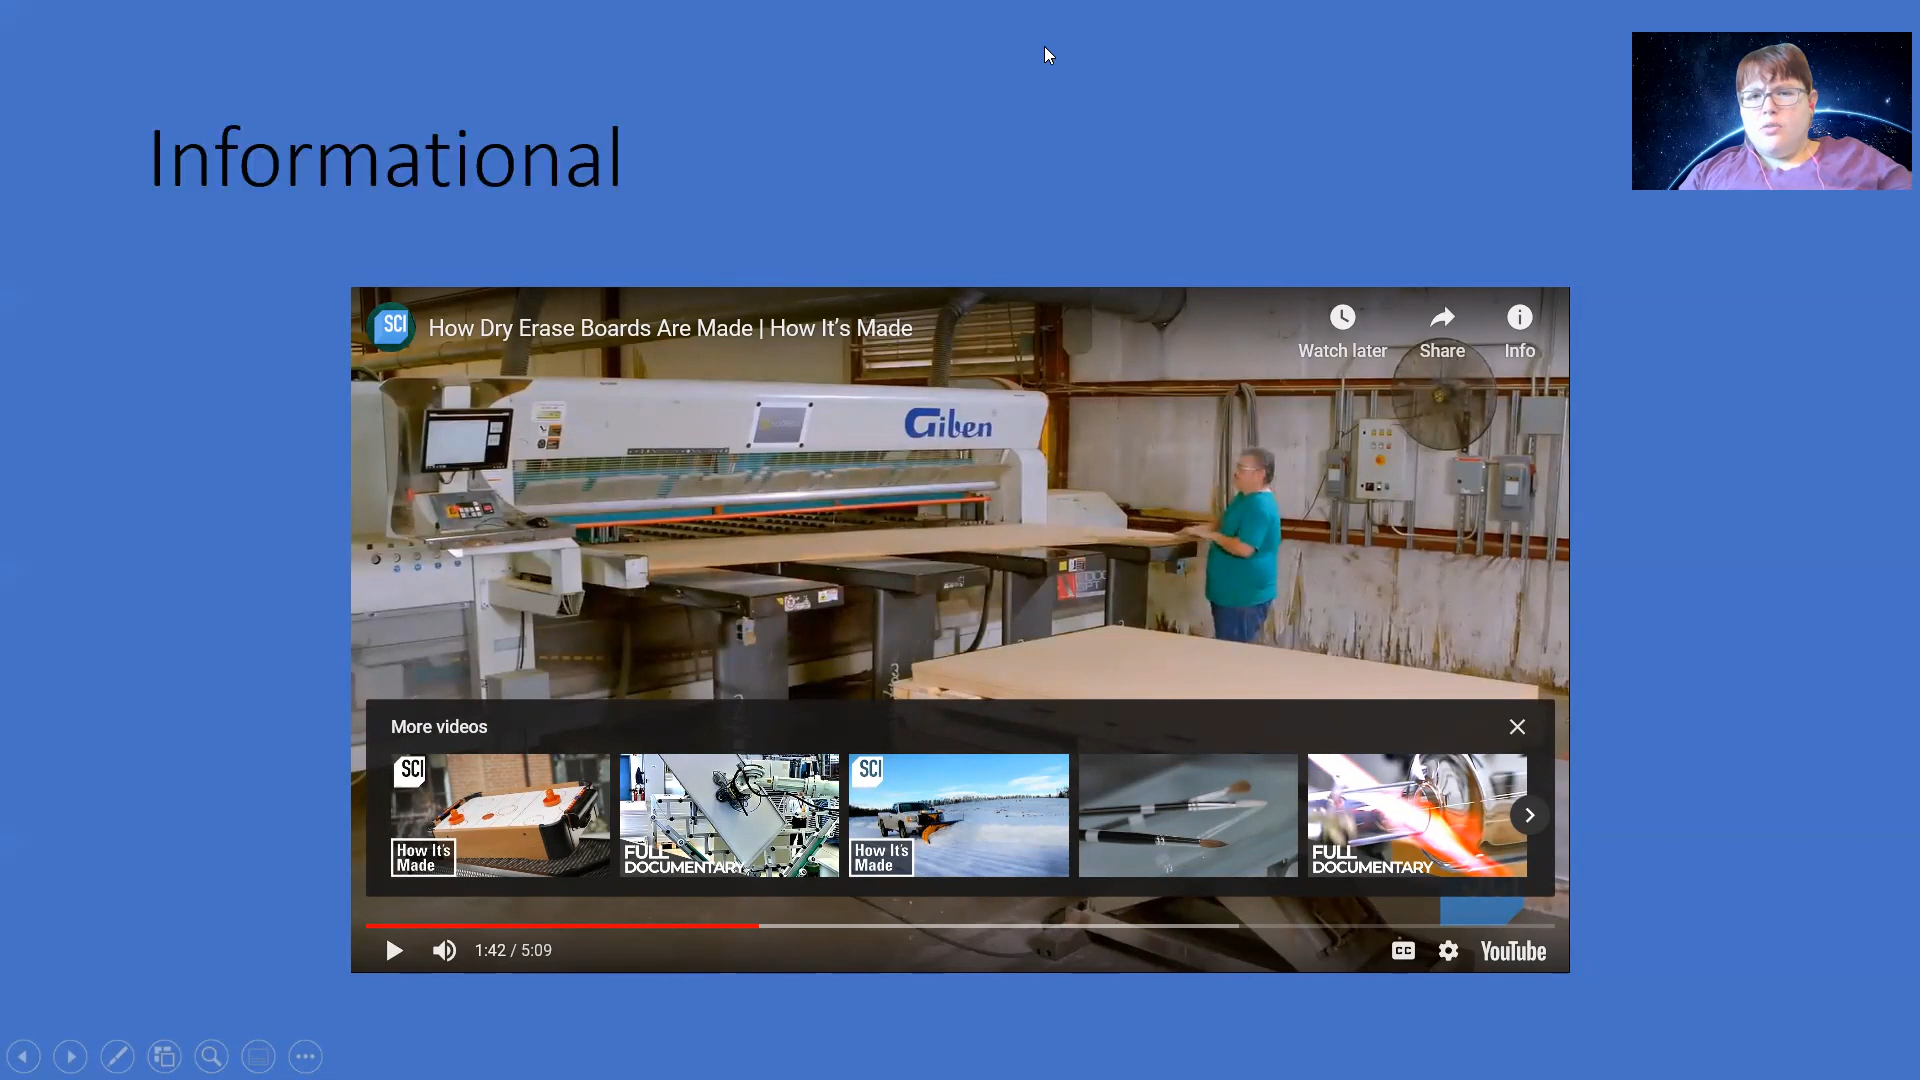 Informational
SCI
How Dry Erase Boards Are Made | How It's Made
Watch later
Share
Info
Giben
More videos
SCI
How It's
Made
FULL
DOCUMENTARY
SCI
How It's
Made
FULL
DOCUMENTARY
1:42 / 5:09
CC
YouTube